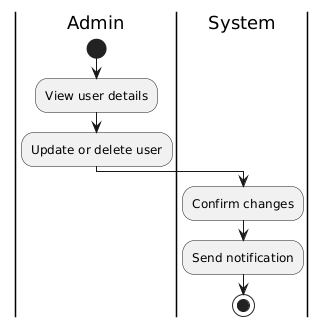 Admin
System
View user details
Update or delete user
Confirm changes
Send notification